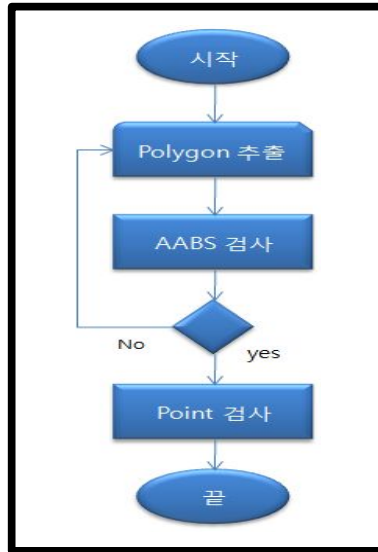 시작
Polygon 추출
AABS 검사
No
yes
Point 검사
끝